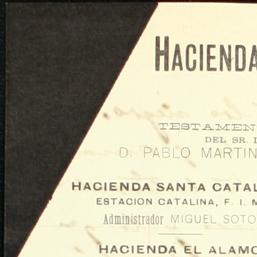 HACIENDA
TESTAMEN
DEL SR.
D. PABLO MARTIN
HACIENDA SANTA CATAL
ESTACION CATALINA, F. I. M
Administrador MIGUEL SOTO
HACIENDA EL ALAMO